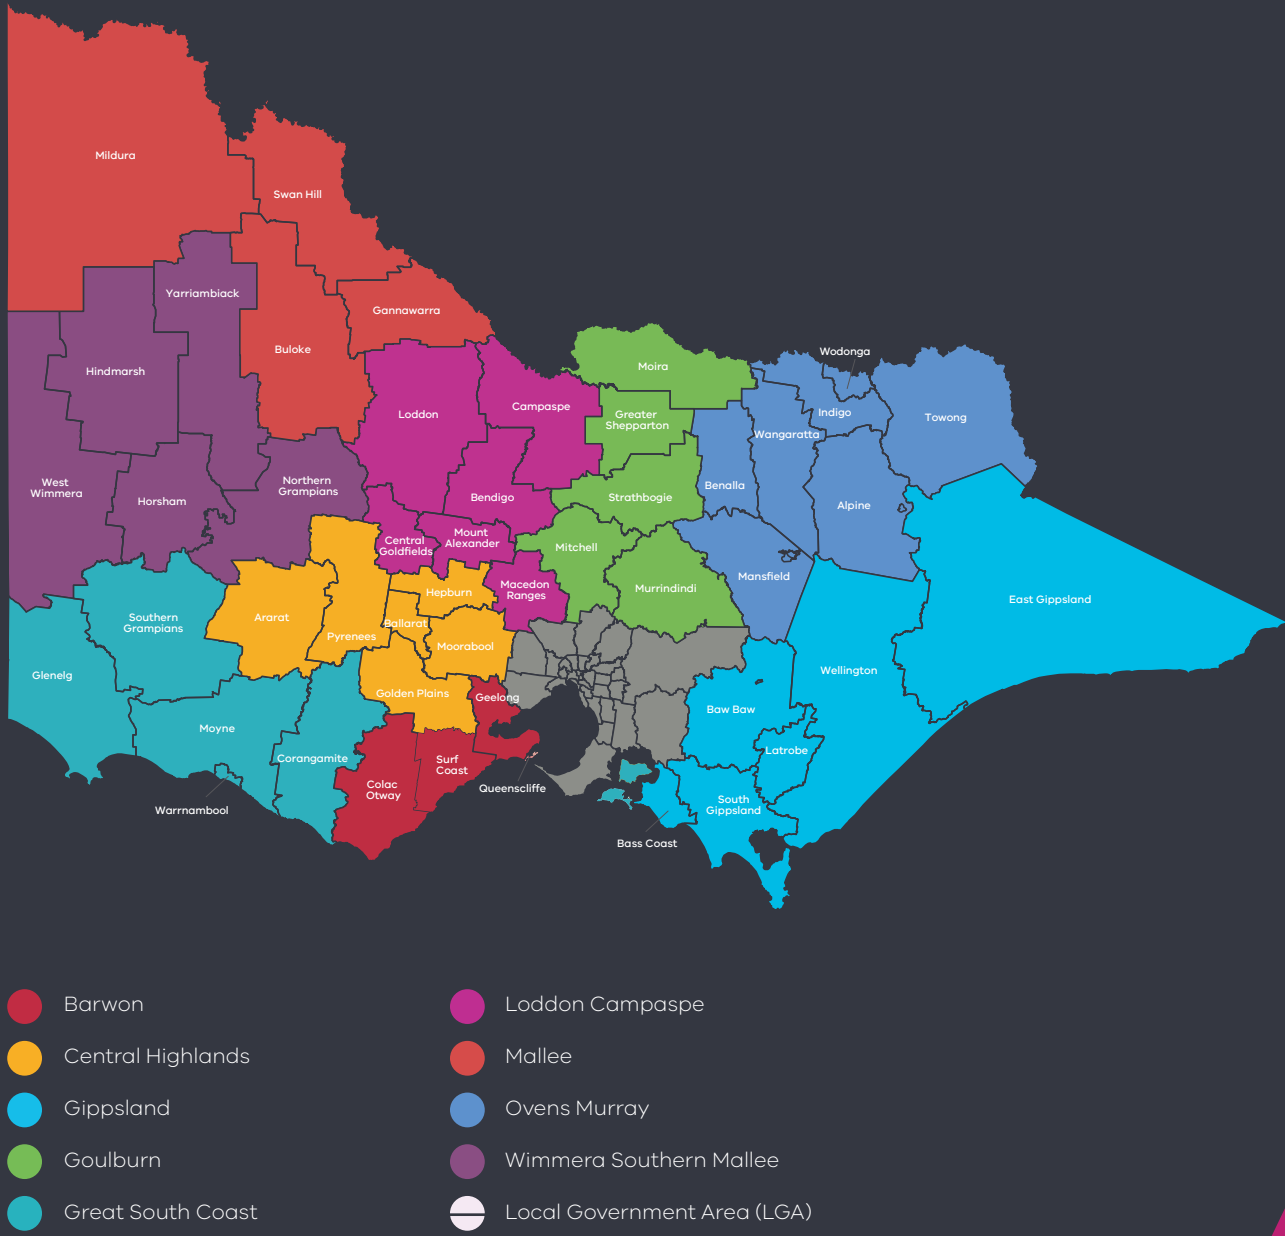 Mildura
Swan Hill
Yarriambiack
Gannawarra
Buloke
Hindmarsh
Wodonga
Moira
Loddon
Campaspe
Greater
Shepparton
Indigo
Towong
Wangaratta
West
Wimmera
Horsham
Northern
Grampians
Bendigo
Strathbogie
Benalla
Alpine
Central
Goldfields
Mount
Alexander
Mitchell
Mansfield
Macedon
Ranges
Murrindindi
Hepburn
East Gippsland
Southern
Grampians
Ararat
Pyrenees
Ballarat
Moorabool
Glenelg
Wellington
Golden Plains
Geelong
Baw Baw
Moyne
Corangamite
Surf
Coast
Latrobe
Colac
Otway
Queenscliffe
South
Gippsland
Warrnambool
Bass Coast
Barwon
Central Highlands
Gippsland
Goulburn
Great South Coast
Loddon Campaspe
Mallee
Ovens Murray
Wimmera Southern Mallee
Local Government Area (LGA)